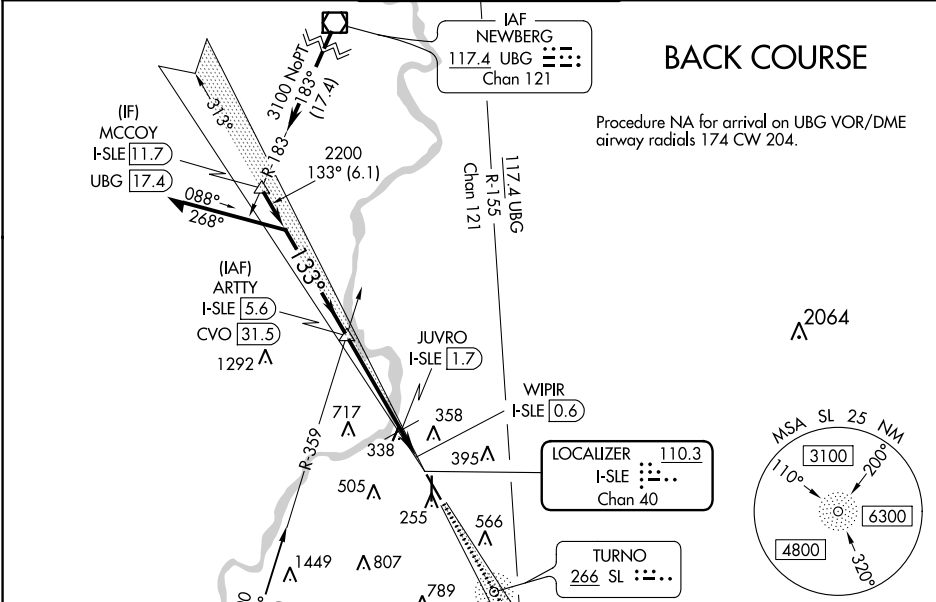 BACK COURSE
Procedure NA for arrival on UBG VOR/DME
airway radials 174 CW 204.
IAF
NEWBERG
117.4 UBG
Chan 121
3100 NoPT
183°
(17.4)
R-183
313°
(IF)
MCCOY
I-SLE 11.7
UBG 17.4
2200
133° (6.1)
088°
268°
117.4 UBG
R-155
Chan 121
133°
(IAF)
ARTTY
I-SLE 5.6
CVO 31.5
1292
2064
JUVRO
I-SLE 1.7
WIPIR
I-SLE 0.6
717
358
338
395
R-359
LOCALIZER 110.3
I-SLE
Chan 40
505
255
566
TURNO
266 SL
1449
807
789
MSA SL 25 NM
3100
110°
200°
6300
4800
320°